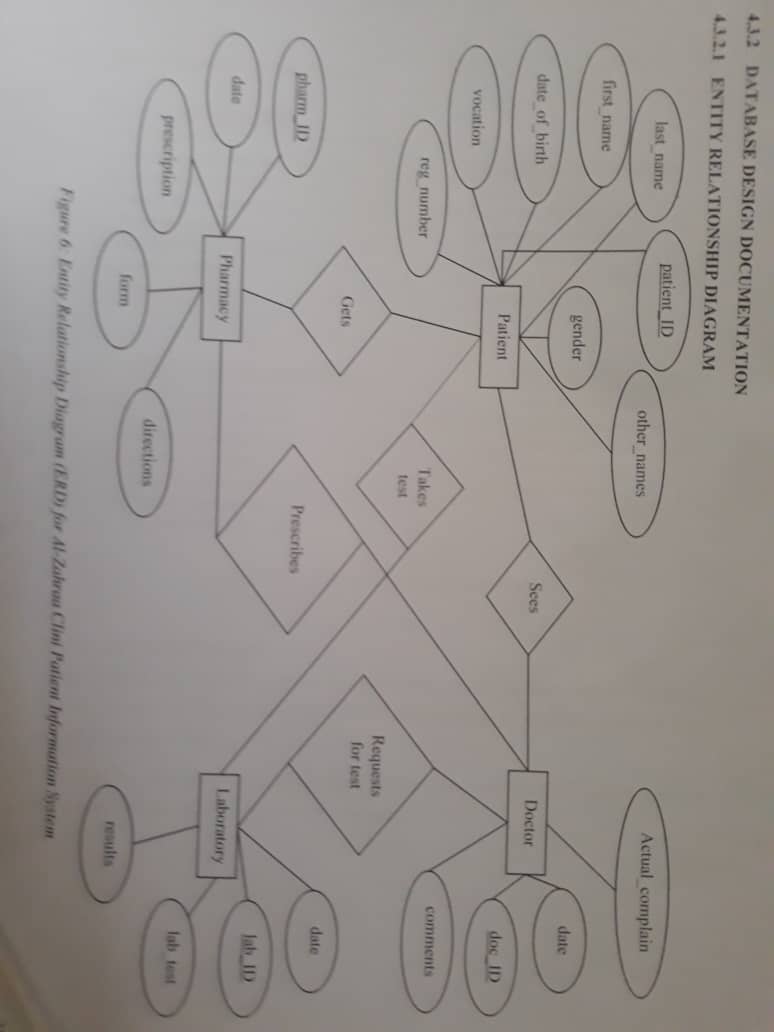 4.3.2 DATABASE DESIGN DOCUMENTATION
4.3.2.1 ENTITY RELATIONSHIP DIAGRAM
last_name
patient_ID
other_names
Actual_complain
first_name
gender
date
date_of_birth
Sees
Doctor
Patient
doc_ID
vocation
reg_number
Takes
test
comments
Requests
for test
Gets
date
pharm_ID
Prescribes
lab_ID
date
Pharmacy
Laboratory
prescription
directions
lab_test
form
results
Figure 6: Entity Relationship Diagram (ERD) for Al-Zahraa Clini Patient Information System